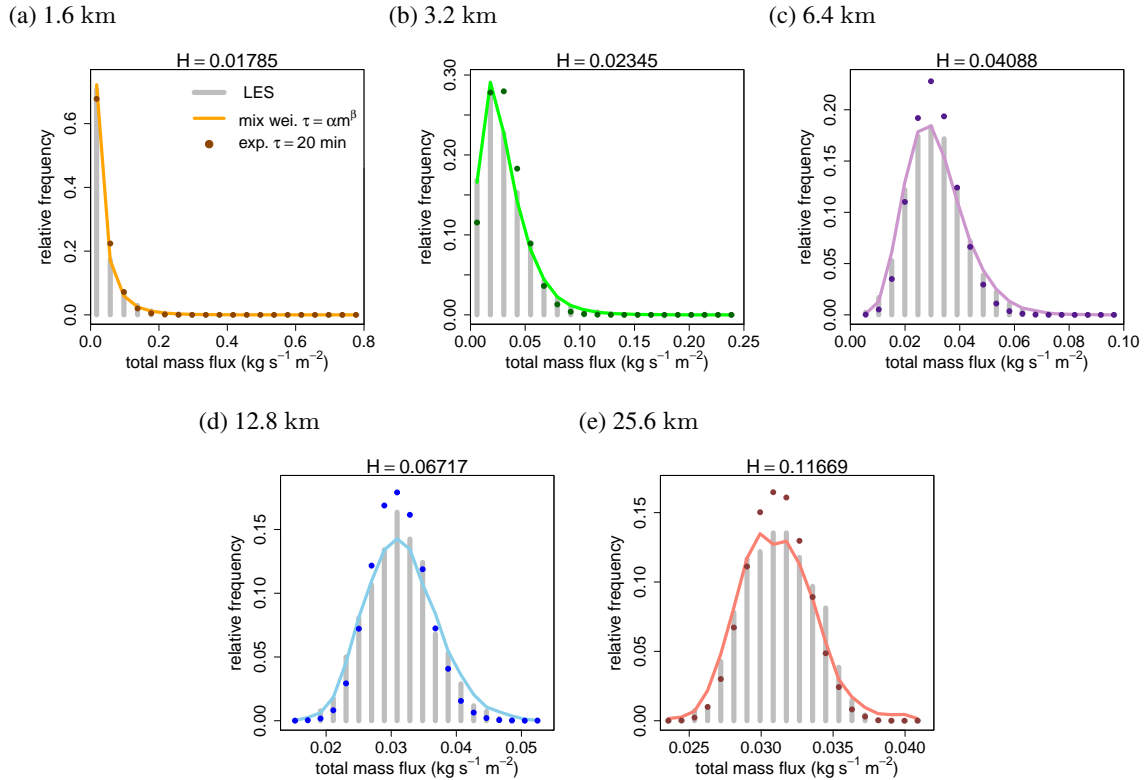 (a) 1.6 km
H = 0.01785
relative frequency
0.6
0.4
0.2
0.0
LES
mix wei. τ = αm^β
exp. τ = 20 min
0.0 0.2 0.4 0.6 0.8
total mass flux (kg s⁻¹ m⁻²)
(b) 3.2 km
H = 0.02345
relative frequency
0.30
0.20
0.10
0.00
0.00 0.05 0.10 0.15 0.20 0.25
total mass flux (kg s⁻¹ m⁻²)
(c) 6.4 km
H = 0.04088
relative frequency
0.20
0.15
0.10
0.05
0.00
0.00 0.02 0.04 0.06 0.08 0.10
total mass flux (kg s⁻¹ m⁻²)
(d) 12.8 km
H = 0.06717
relative frequency
0.15
0.10
0.05
0.00
0.02 0.03 0.04 0.05
total mass flux (kg s⁻¹ m⁻²)
(e) 25.6 km
H = 0.11669
relative frequency
0.15
0.10
0.05
0.00
0.025 0.030 0.035 0.040
total mass flux (kg s⁻¹ m⁻²)